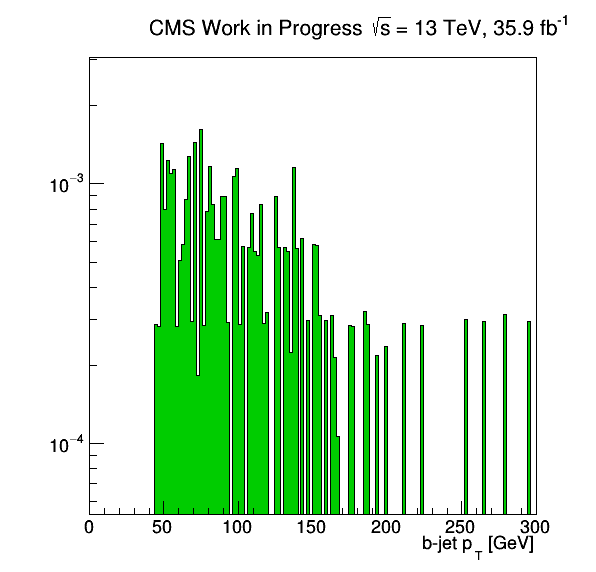 CMS Work in Progress √s = 13 TeV, 35.9 fb⁻¹
10⁻³
10⁻⁴
0 50 100 150 200 250 300
b-jet p_T [GeV]